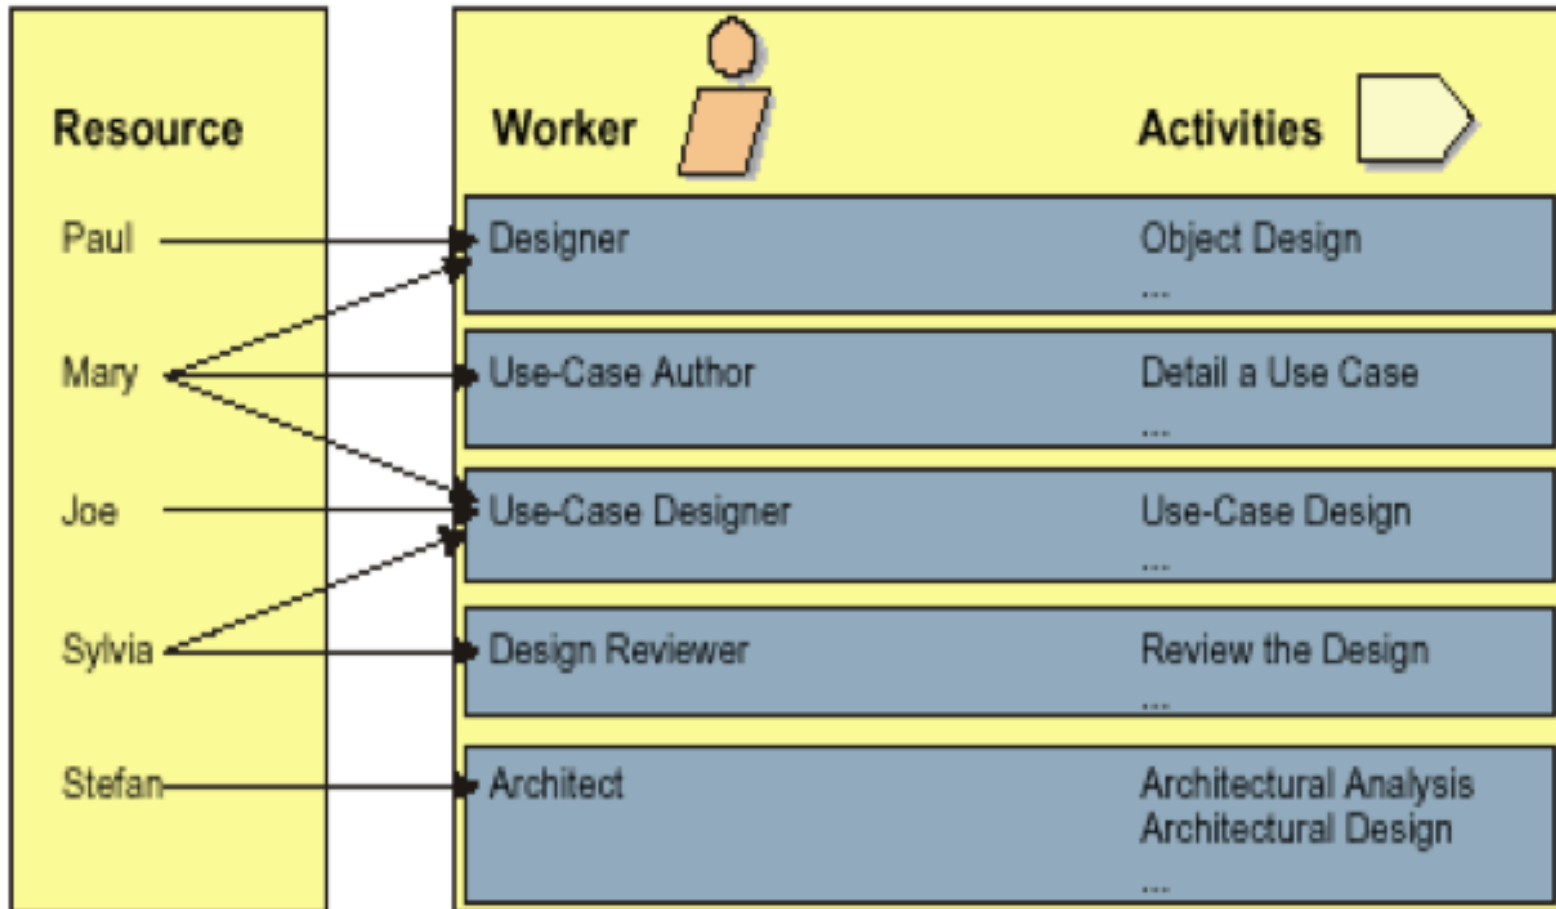 Resource Worker Activities
Paul Designer Object Design
...
Mary Use-Case Author Detail a Use Case
...
Joe Use-Case Designer Use-Case Design
...
Sylvia Design Reviewer Review the Design
...
Stefan Architect Architectural Analysis
Architectural Design
...